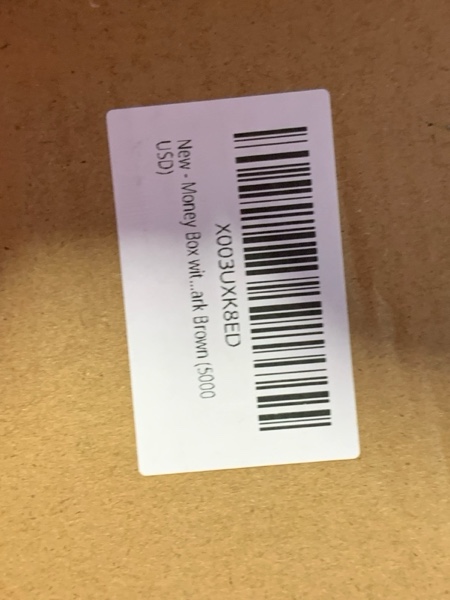 X003UXK8ED
New - Money Box wit...ark Brown (5000
USD)